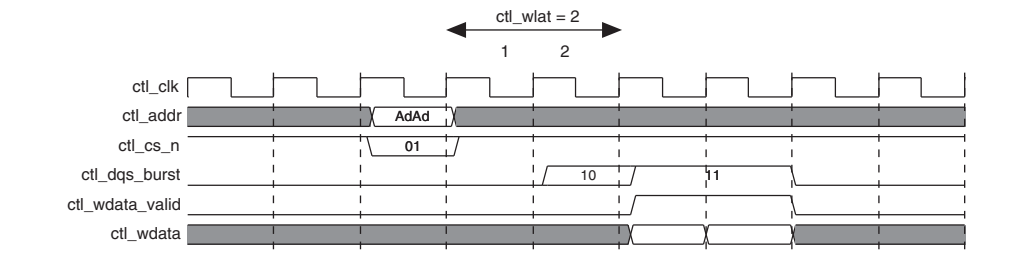 ctl_wlat = 2
1 2
ctl_clk
ctl_addr AdAd
ctl_cs_n 01
ctl_dqs_burst 10 11
ctl_wdata_valid
ctl_wdata